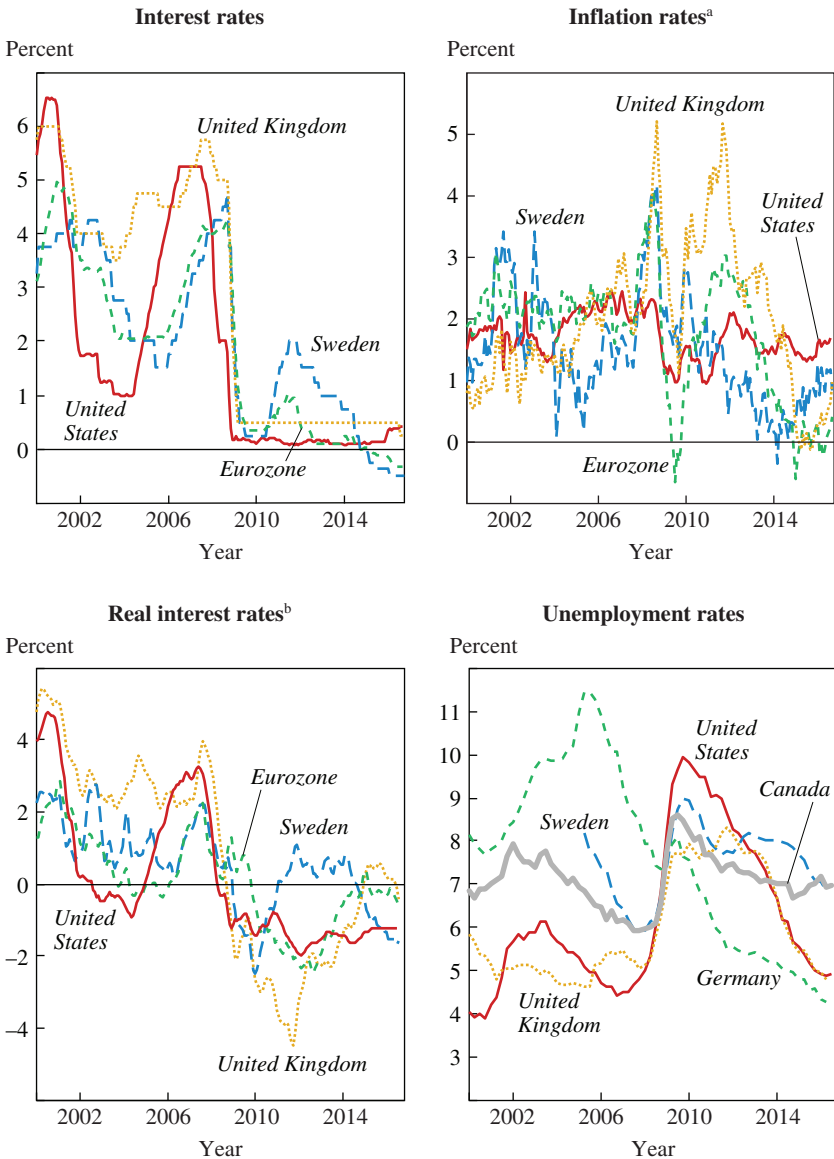 Interest rates
Percent
6
5
4
3
2
1
0
United Kingdom
Sweden
United
States
Eurozone
2002 2006 2010 2014
Year
Inflation ratesᵃ
Percent
5
4
3
2
1
0
United Kingdom
United
States
Sweden
Eurozone
2002 2006 2010 2014
Year
Real interest ratesᵇ
Percent
4
2
0
–2
–4
Eurozone
Sweden
United
States
United Kingdom
2002 2006 2010 2014
Year
Unemployment rates
Percent
11
10
9
8
7
6
5
4
3
United
States
Canada
Sweden
Germany
United
Kingdom
2002 2006 2010 2014
Year